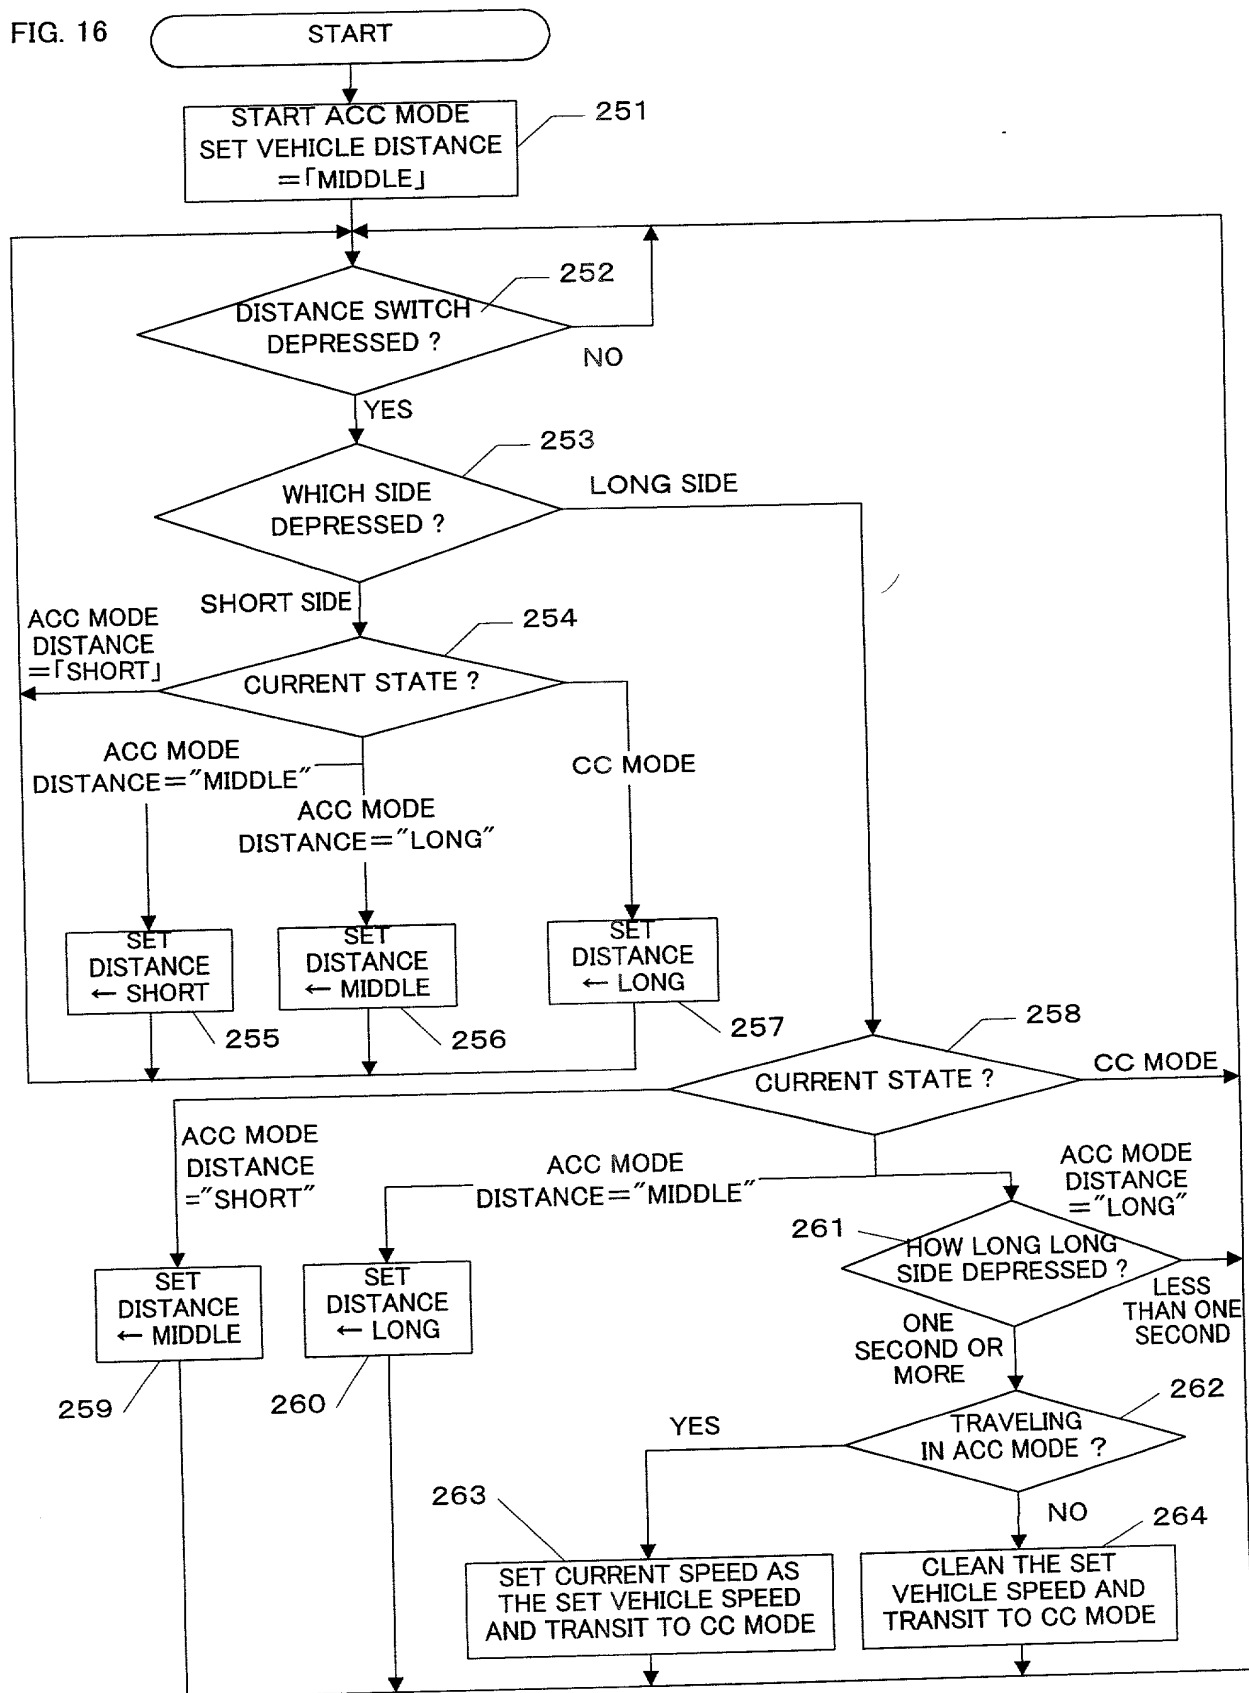 FIG. 16
START
START ACC MODE
SET VEHICLE DISTANCE
=「MIDDLE」
251
252
DISTANCE SWITCH
DEPRESSED ?
NO
YES
253
WHICH SIDE
DEPRESSED ?
LONG SIDE
SHORT SIDE
254
ACC MODE
DISTANCE
=「SHORT」
CURRENT STATE ?
ACC MODE
DISTANCE="MIDDLE"
ACC MODE
DISTANCE="LONG"
CC MODE
SET
DISTANCE
← SHORT
255
SET
DISTANCE
← MIDDLE
256
SET
DISTANCE
← LONG
257
258
CURRENT STATE ?
CC MODE
ACC MODE
DISTANCE
="SHORT"
ACC MODE
DISTANCE="MIDDLE"
ACC MODE
DISTANCE
="LONG"
261
HOW LONG LONG
SIDE DEPRESSED ?
LESS
THAN ONE
SECOND
ONE
SECOND OR
MORE
SET
DISTANCE
← MIDDLE
259
SET
DISTANCE
← LONG
260
262
TRAVELING
IN ACC MODE ?
YES
NO
263
SET CURRENT SPEED AS
THE SET VEHICLE SPEED
AND TRANSIT TO CC MODE
264
CLEAN THE SET
VEHICLE SPEED AND
TRANSIT TO CC MODE